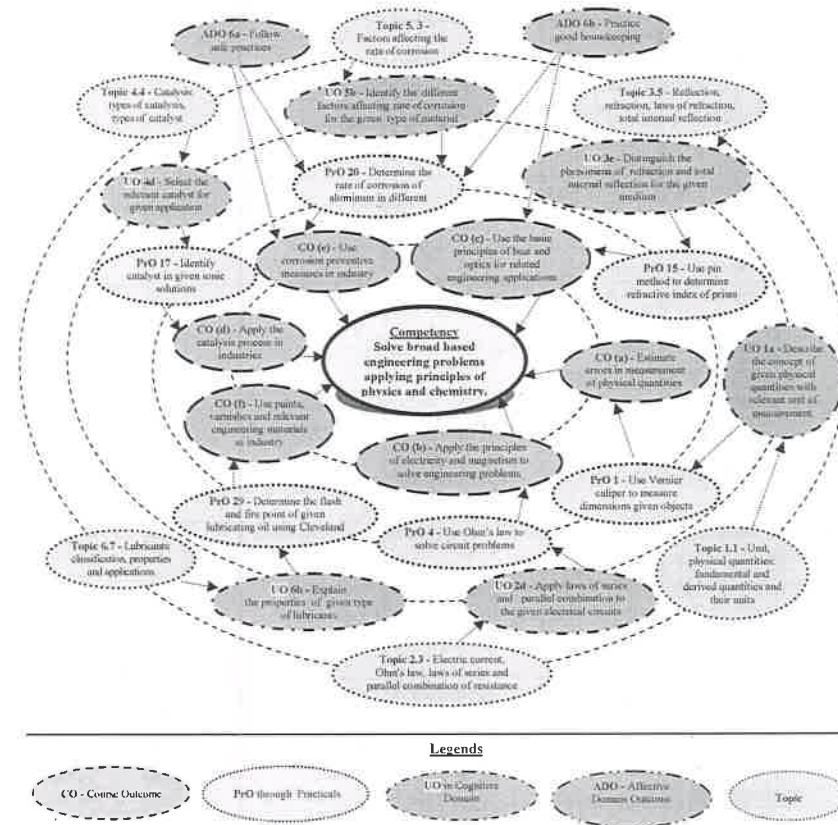 ADO 6a - Follow
safe practices
Topic 5, 3 -
Factors affecting the
rate of corrosion
ADO 6b - Practice
good housekeeping
Topic 4.4 - Catalysis,
types of catalysis,
types of catalyst
UO 5b - Identify the different
factors affecting rate of corrosion
for the given type of material
Topic 3.5 - Reflection,
refraction, laws of refraction,
total internal reflection
UO 4d - Select the
relevant catalyst for
given application
PrO 20 - Determine the
rate of corrosion of
aluminum in different
UO 3e - Distinguish the
phenomena of refraction and total
internal reflection for the given
medium
PrO 17 - Identify
catalyst in given some
solutions
CO (e) - Use
corrosion preventive
measures in industry
CO (c) - Use the basic
principles of heat and
optics for related
engineering applications
PrO 15 - Use pin
method to determine
refractive index of prism
CO (d) - Apply the
catalysis process in
industries
Competency
Solve broad based
engineering problems
applying principles of
physics and chemistry.
CO (a) - Estimate
errors in measurement
of physical quantities
UO 1a - Describe
the concept of
given physical
quantities with
relevant unit of
measurement
CO (f) - Use paints,
varnishes and relevant
engineering materials
in industry
CO (b) - Apply the principles
of electricity and magnetism to
solve engineering problems
PrO 29 - Determine the flash
and fire point of given
lubricating oil using Cleveland
PrO 4 - Use Ohm's law to
solve circuit problems
PrO 1 - Use Vernier
caliper to measure
dimensions given objects
Topic 6.7 - Lubricants:
classification, properties
and applications
UO 6h - Explain
the properties of given type
of lubricants
UO 2d - Apply laws of series
and parallel combination to
the given electrical circuits
Topic 1.1 - Unit,
physical quantities:
fundamental and
derived quantities and
their units
Topic 2.3 - Electric current,
Ohm's law, laws of series and
parallel combination of resistance
Legends
CO - Course Outcome
PrO through Practicals
UO in Cognitive
Domain
ADO - Affective
Domain Outcome
Topic